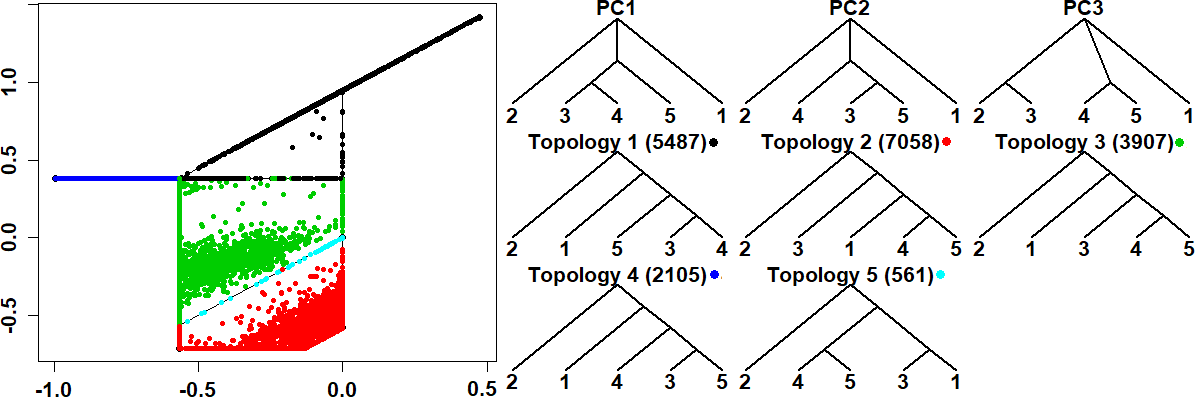 PC1 PC2 PC3
2 3 4 5 1 2 4 3 5 1 2 3 4 5 1
Topology 1 (5487) Topology 2 (7058) Topology 3 (3907)
2 1 5 3 4 2 3 1 4 5 2 1 3 4 5
Topology 4 (2105) Topology 5 (561)
2 1 4 3 5 2 4 5 3 1
1.0
0.5
0.0
-0.5
-1.0 -0.5 0.0 0.5